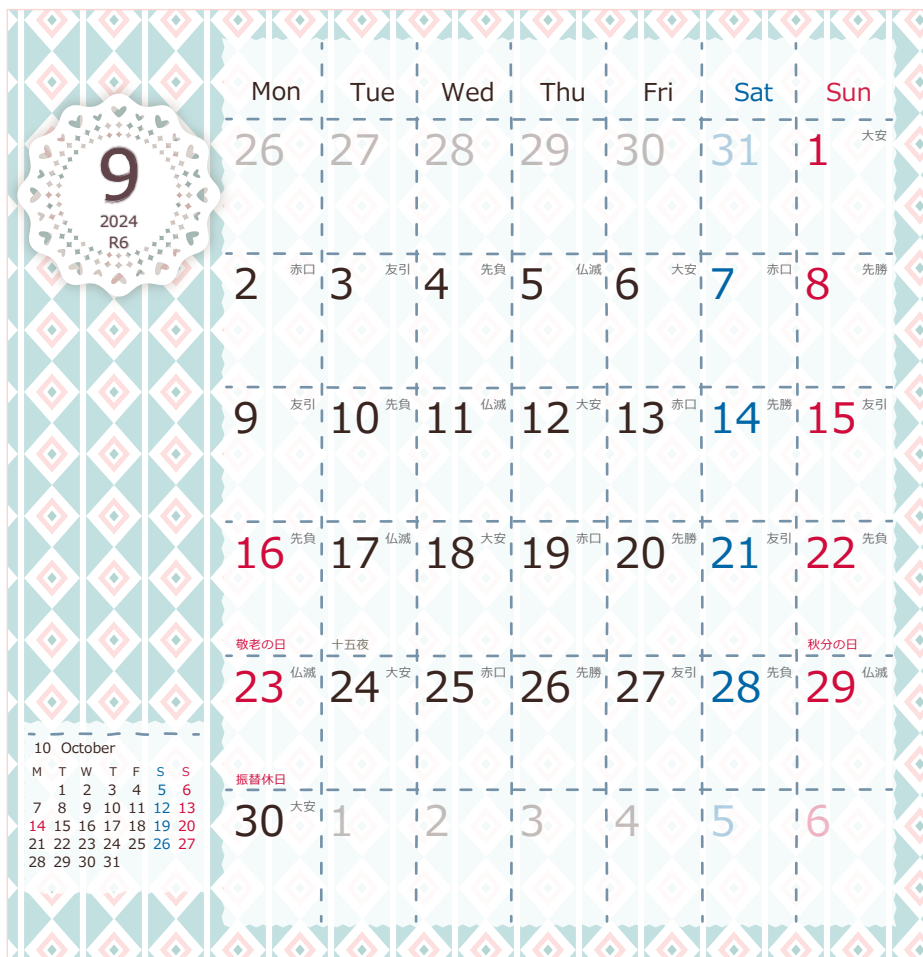 9
2024
R6
Mon Tue Wed Thu Fri Sat Sun
26 27 28 29 30 31 1 大安
2 赤口 3 友引 4 先負 5 仏滅 6 大安 7 赤口 8 先勝
9 友引 10 先負 11 仏滅 12 大安 13 赤口 14 先勝 15 友引
16 先負 17 仏滅 18 大安 19 赤口 20 先勝 21 友引 22 先負
敬老の日 十五夜 秋分の日
23 仏滅 24 大安 25 赤口 26 先勝 27 友引 28 先負 29 仏滅
振替休日
30 大安 1 2 3 4 5 6
10 October
M T W T F S S
1 2 3 4 5 6
7 8 9 10 11 12 13
14 15 16 17 18 19 20
21 22 23 24 25 26 27
28 29 30 31